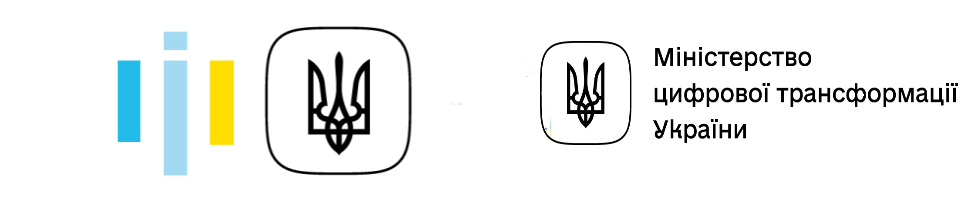 Міністерство
цифрової трансформації
України